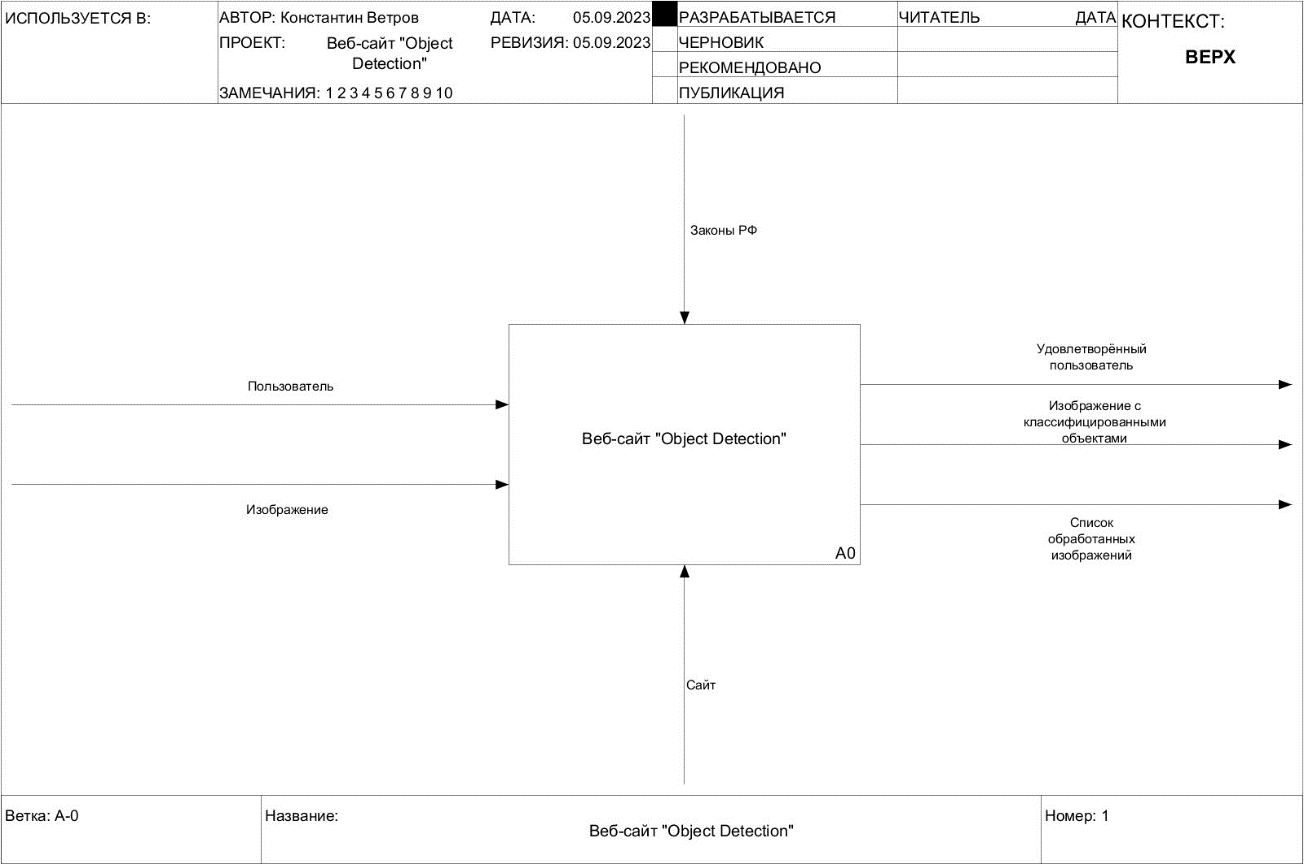 ИСПОЛЬЗУЕТСЯ В:
АВТОР: Константин Ветров
ДАТА: 05.09.2023
ПРОЕКТ: Веб-сайт "Object
Detection"
РЕВИЗИЯ: 05.09.2023
ЗАМЕЧАНИЯ: 1 2 3 4 5 6 7 8 9 10
РАЗРАБАТЫВАЕТСЯ
ЧЕРНОВИК
РЕКОМЕНДОВАНО
ПУБЛИКАЦИЯ
ЧИТАТЕЛЬ
ДАТА
КОНТЕКСТ:
ВЕРХ
Законы РФ
Пользователь
Изображение
Веб-сайт "Object Detection"
A0
Удовлетворённый
пользователь
Изображение с
классифицированными
объектами
Список
обработанных
изображений
Сайт
Ветка: A-0
Название:
Веб-сайт "Object Detection"
Номер: 1